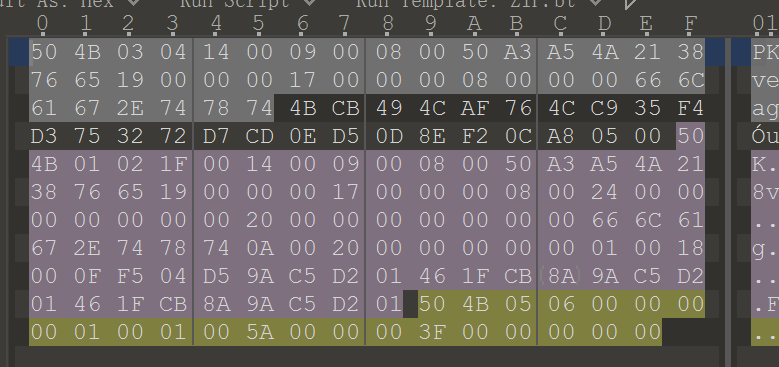 Run Script
Run Template: ZIP.bt
0 1 2 3 4 5 6 7 8 9 A B C D E F 01
50 4B 03 04 14 00 09 00 08 00 50 A3 A5 4A 21 38 PK
76 65 19 00 00 00 17 00 00 00 08 00 00 00 66 6C ve
61 67 2E 74 78 74 4B CB 49 4C AF 76 4C C9 35 F4 ag
D3 75 32 72 D7 CD 0E D5 0D 8E F2 0C A8 05 00 50 Óu
4B 01 02 1F 00 14 00 09 00 08 00 50 A3 A5 4A 21 K.
38 76 65 19 00 00 00 17 00 00 00 08 00 24 00 00 8v
00 00 00 00 00 20 00 00 00 00 00 00 00 66 6C 61 ..
67 2E 74 78 74 0A 00 20 00 00 00 00 00 01 00 18 g.
00 0F F5 04 D5 9A C5 D2 01 46 1F CB 8A 9A C5 D2 ..
01 46 1F CB 8A 9A C5 D2 01 50 4B 05 06 00 00 00 .F
00 01 00 01 00 5A 00 00 00 3F 00 00 00 00 00 ..